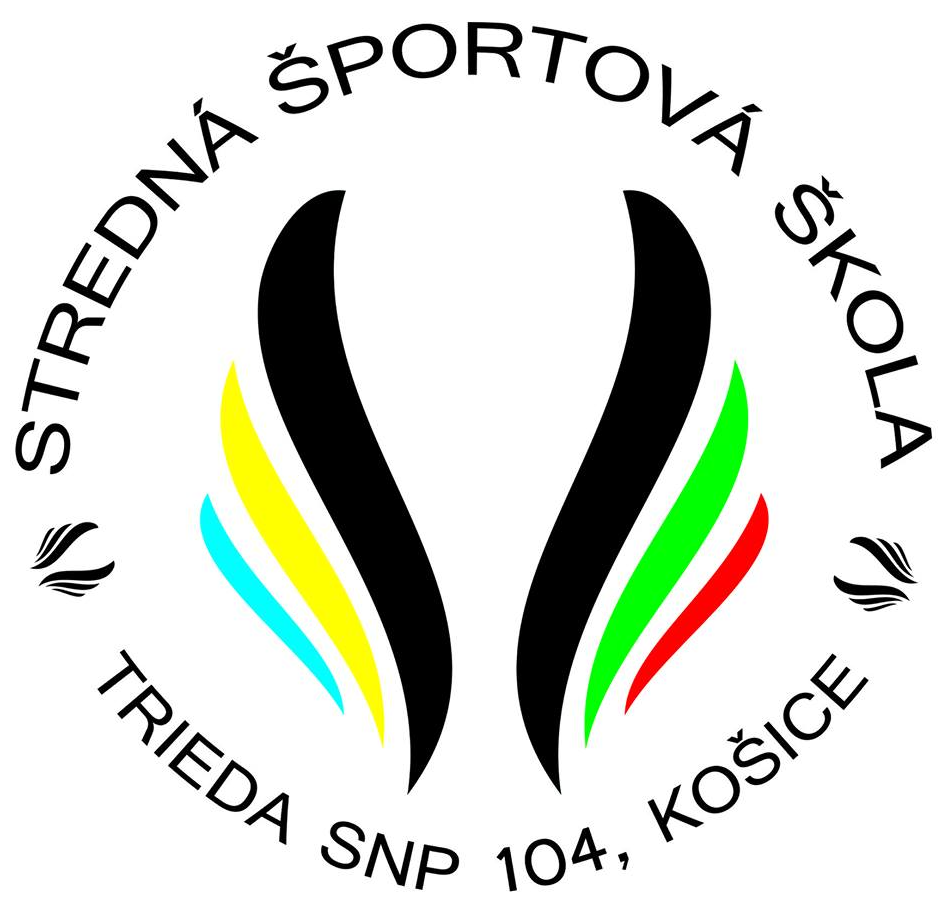 STREDNÁ ŠPORTOVÁ ŠKOLA
TRIEDA SNP 104, KOŠICE